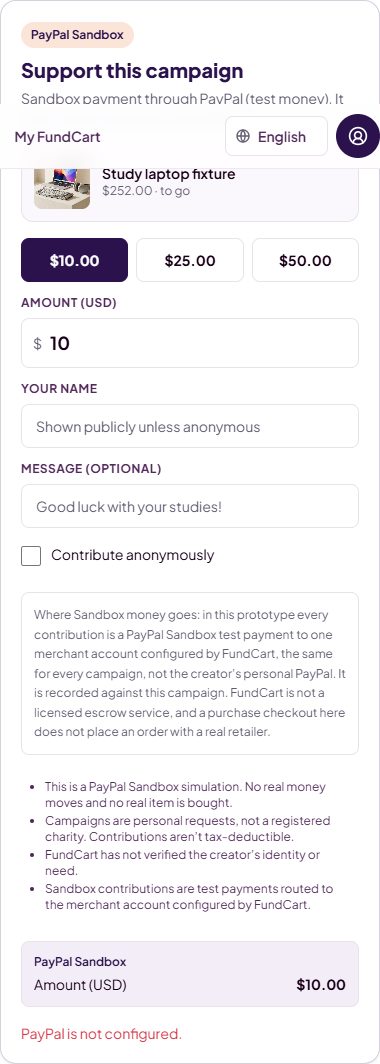 PayPal Sandbox
Support this campaign
Sandbox payment through PayPal (test money). It
My FundCart
English
Study laptop fixture
$252.00 · to go
$10.00
$25.00
$50.00
AMOUNT (USD)
$ 10
YOUR NAME
Shown publicly unless anonymous
MESSAGE (OPTIONAL)
Good luck with your studies!
Contribute anonymously
Where Sandbox money goes: in this prototype every
contribution is a PayPal Sandbox test payment to one
merchant account configured by FundCart, the same
for every campaign, not the creator's personal PayPal. It
is recorded against this campaign. FundCart is not a
licensed escrow service, and a purchase checkout here
does not place an order with a real retailer.
• This is a PayPal Sandbox simulation. No real money
moves and no real item is bought.
• Campaigns are personal requests, not a registered
charity. Contributions aren't tax-deductible.
• FundCart has not verified the creator's identity or
need.
• Sandbox contributions are test payments routed to
the merchant account configured by FundCart.
PayPal Sandbox
Amount (USD) $10.00
PayPal is not configured.